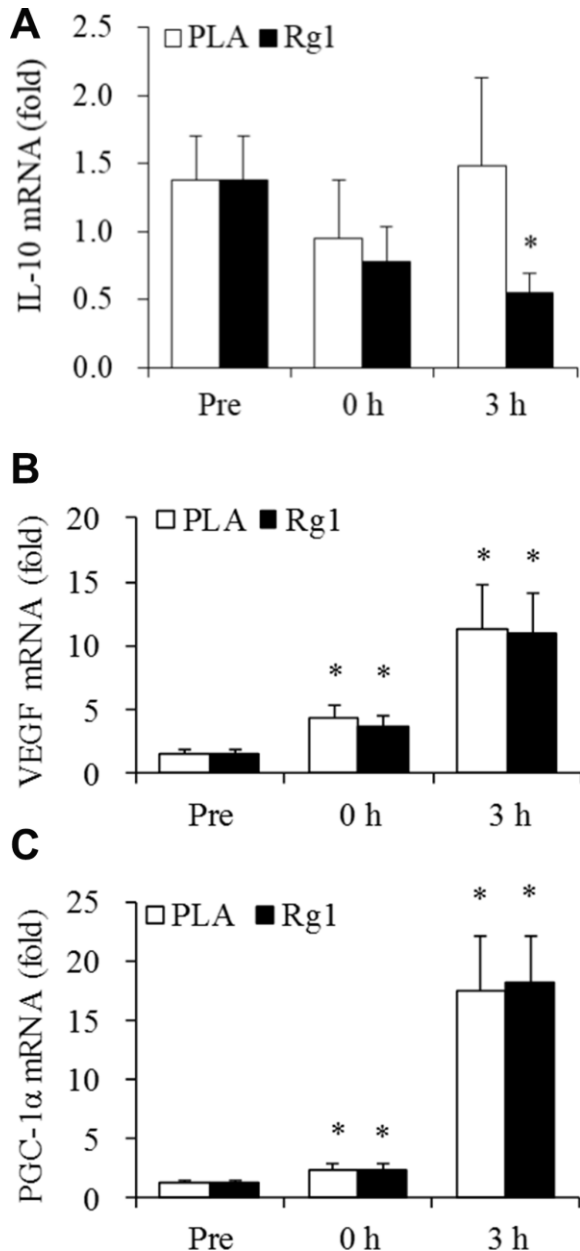 A
IL-10 mRNA (fold)
PLA Rg1
2.5
2.0
1.5
1.0
0.5
0.0
*
Pre 0 h 3 h
B
VEGF mRNA (fold)
PLA Rg1
20
15
10
5
0
* * * *
Pre 0 h 3 h
C
PGC-1α mRNA (fold)
PLA Rg1
25
20
15
10
5
0
* * * *
Pre 0 h 3 h